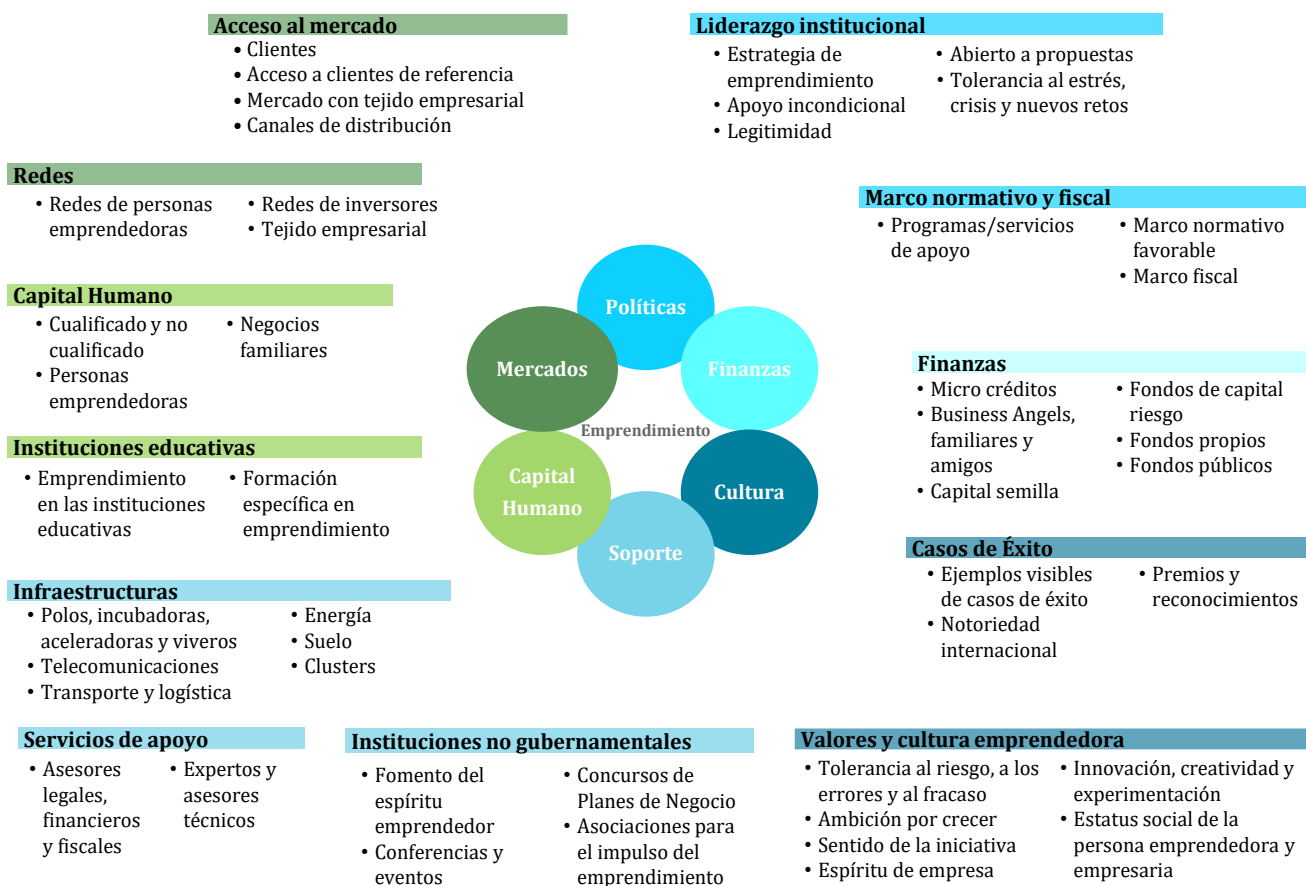 Acceso al mercado
• Clientes
• Acceso a clientes de referencia
• Mercado con tejido empresarial
• Canales de distribución
Liderazgo institucional
• Estrategia de
emprendimiento
• Apoyo incondicional
• Legitimidad
• Abierto a propuestas
• Tolerancia al estrés,
crisis y nuevos retos
Redes
• Redes de personas
emprendedoras
• Redes de inversores
• Tejido empresarial
Marco normativo y fiscal
• Programas/servicios
de apoyo
• Marco normativo
favorable
• Marco fiscal
Capital Humano
• Cualificado y no
cualificado
• Personas
emprendedoras
• Negocios
familiares
Políticas
Mercados
Finanzas
Emprendimiento
Capital
Humano
Cultura
Soporte
Finanzas
• Micro créditos
• Business Angels,
familiares y
amigos
• Capital semilla
• Fondos de capital
riesgo
• Fondos propios
• Fondos públicos
Instituciones educativas
• Emprendimiento
en las instituciones
educativas
• Formación
específica en
emprendimiento
Casos de Éxito
• Ejemplos visibles
de casos de éxito
• Notoriedad
internacional
• Premios y
reconocimientos
Infraestructuras
• Polos, incubadoras,
aceleradoras y viveros
• Telecomunicaciones
• Transporte y logística
• Energía
• Suelo
• Clusters
Servicios de apoyo
• Asesores
legales,
financieros
y fiscales
• Expertos y
asesores
técnicos
Instituciones no gubernamentales
• Fomento del
espíritu
emprendedor
• Conferencias y
eventos
• Concursos de
Planes de Negocio
• Asociaciones para
el impulso del
emprendimiento
Valores y cultura emprendedora
• Tolerancia al riesgo, a los
errores y al fracaso
• Ambición por crecer
• Sentido de la iniciativa
• Espíritu de empresa
• Innovación, creatividad y
experimentación
• Estatus social de la
persona emprendedora y
empresaria